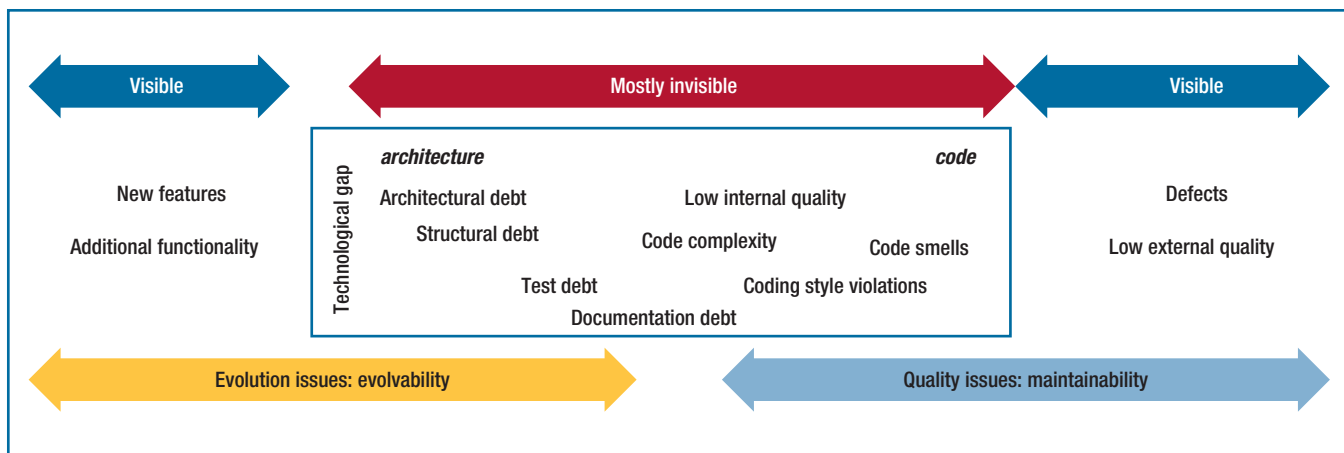 Visible
Mostly invisible
Visible
New features
Additional functionality
Technological gap
architecture
code
Architectural debt
Low internal quality
Structural debt
Code complexity
Code smells
Test debt
Coding style violations
Documentation debt
Defects
Low external quality
Evolution issues: evolvability
Quality issues: maintainability